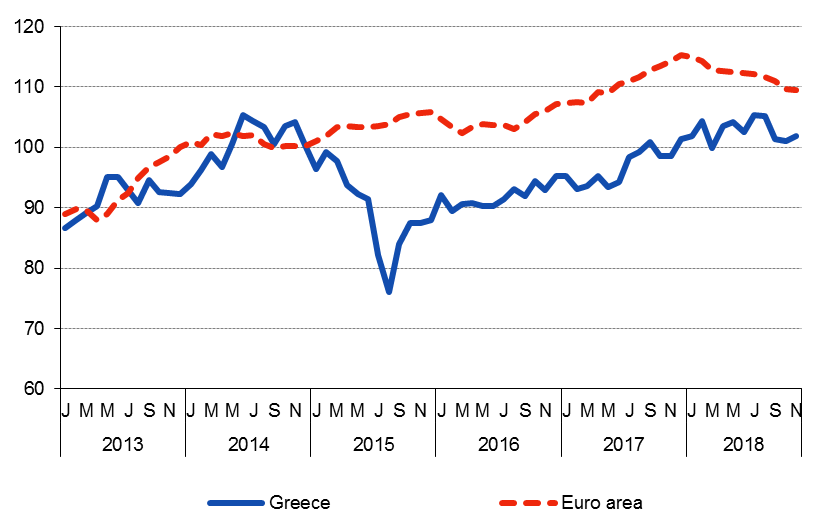 120
110
100
90
80
70
60
J M M J S N J M M J S N J M M J S N J M M J S N J M M J S N J M M J S N
2013 2014 2015 2016 2017 2018
Greece Euro area